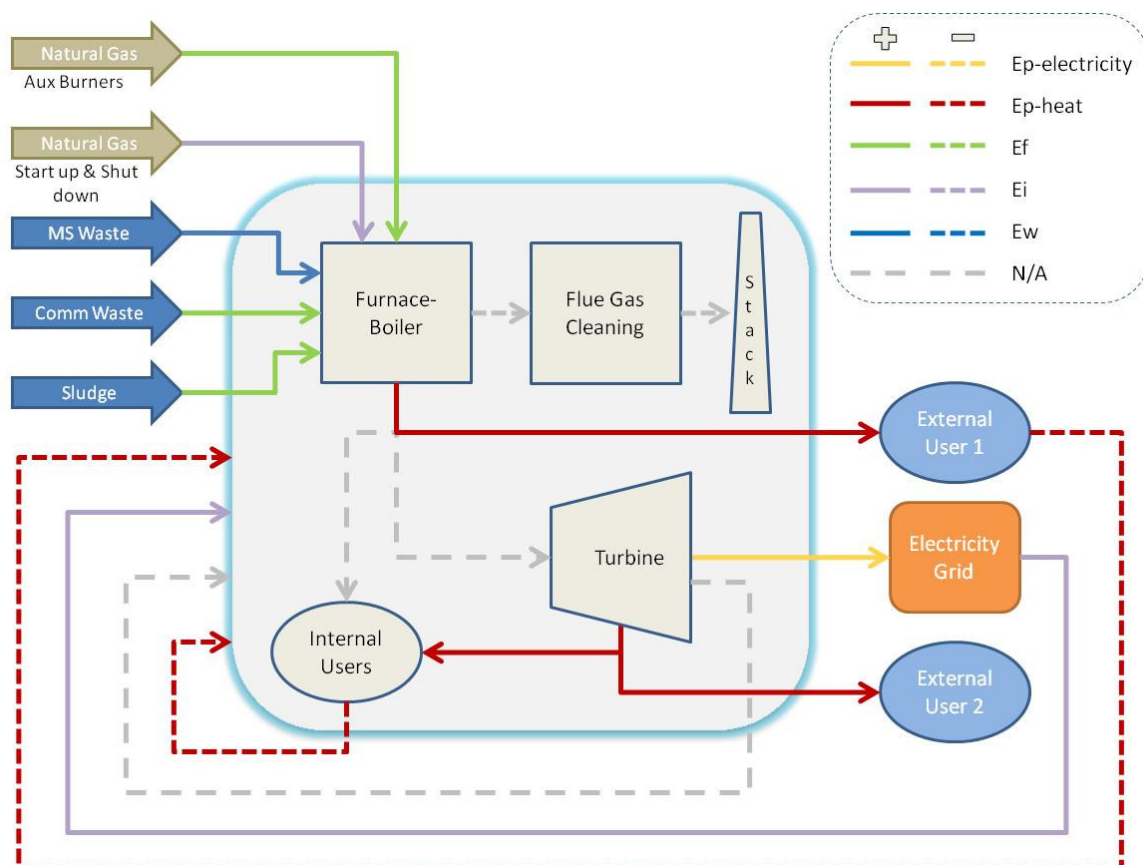 Natural Gas
Aux Burners
Natural Gas
Start up & Shut
down
MS Waste
Comm Waste
Sludge
Furnace-
Boiler
Flue Gas
Cleaning
Stack
External
User 1
Turbine
Electricity
Grid
Internal
Users
External
User 2
Ep-electricity
Ep-heat
Ef
Ei
Ew
N/A